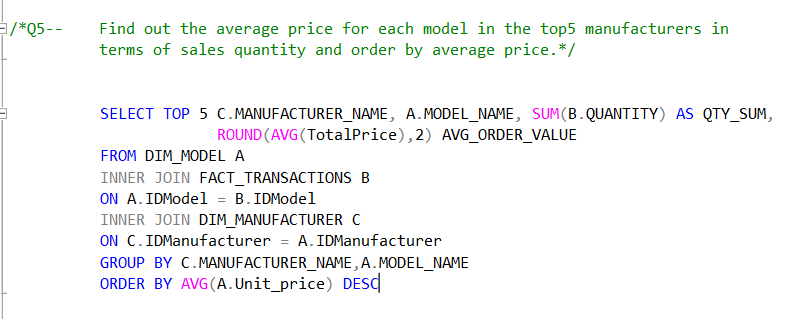 /*Q5-- Find out the average price for each model in the top5 manufacturers in
terms of sales quantity and order by average price.*/
SELECT TOP 5 C.MANUFACTURER_NAME, A.MODEL_NAME, SUM(B.QUANTITY) AS QTY_SUM,
ROUND(AVG(TotalPrice),2) AVG_ORDER_VALUE
FROM DIM_MODEL A
INNER JOIN FACT_TRANSACTIONS B
ON A.IDModel = B.IDModel
INNER JOIN DIM_MANUFACTURER C
ON C.IDManufacturer = A.IDManufacturer
GROUP BY C.MANUFACTURER_NAME,A.MODEL_NAME
ORDER BY AVG(A.Unit_price) DESC